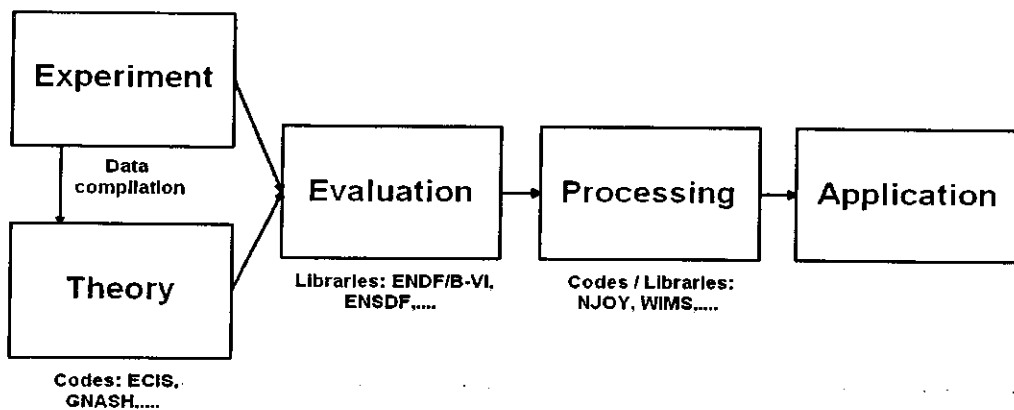 Experiment
Data
compilation
Theory
Codes: ECIS,
GNASH,....
Evaluation
Libraries: ENDF/B-VI,
ENSDF,....
Processing
Codes / Libraries:
NJOY, WIMS,....
Application